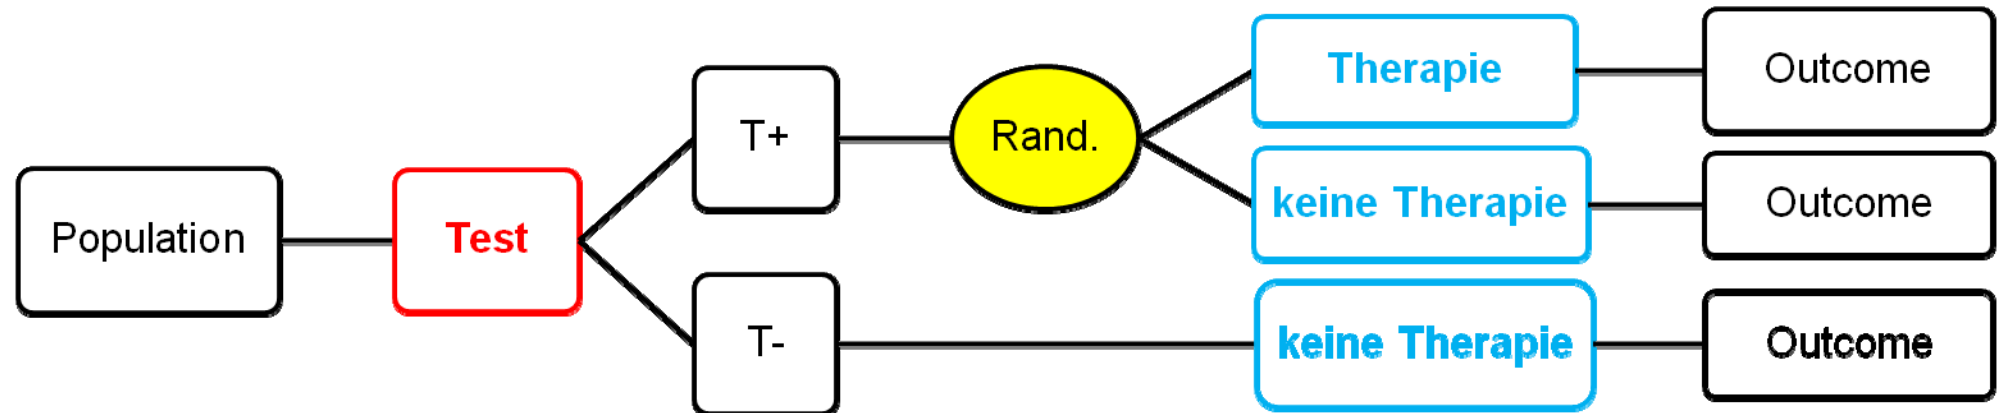 Population
Test
T+
Rand.
Therapie
Outcome
keine Therapie
Outcome
T-
keine Therapie
Outcome